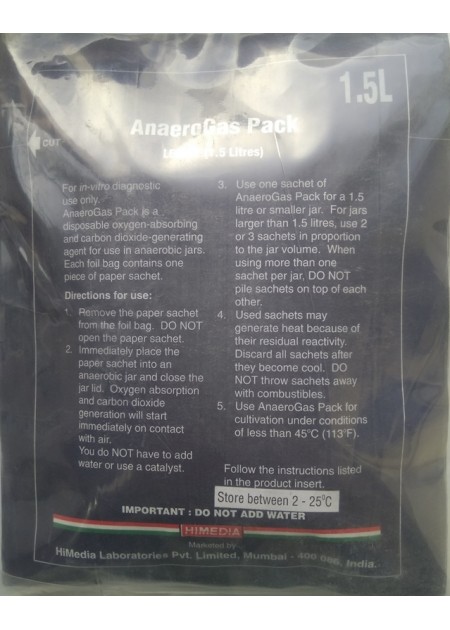 1.5L
AnaeroGas Pack
(1.5 Litres)
CUT
For in-vitro diagnostic
use only.
AnaeroGas Pack is a
disposable oxygen-absorbing
and carbon dioxide-generating
agent for use in anaerobic jars.
Each foil bag contains one
piece of paper sachet.
Directions for use:
1. Remove the paper sachet
from the foil bag. DO NOT
open the paper sachet.
2. Immediately place the
paper sachet into an
anaerobic jar and close the
jar lid. Oxygen absorption
and carbon dioxide
generation will start
immediately on contact
with air.
You do NOT have to add
water or use a catalyst.
3. Use one sachet of
AnaeroGas Pack for a 1.5
litre or smaller jar. For jars
larger than 1.5 litres, use 2
or 3 sachets in proportion
to the jar volume. When
using more than one
sachet per jar, DO NOT
pile sachets on top of each
other.
4. Used sachets may
generate heat because of
their residual reactivity.
Discard all sachets after
they become cool. DO
NOT throw sachets away
with combustibles.
5. Use AnaeroGas Pack for
cultivation under conditions
of less than 45°C (113°F).
Follow the instructions listed
in the product insert.
Store between 2 - 25°C
IMPORTANT : DO NOT ADD WATER
HIMEDIA
Marketed by
HiMedia Laboratories Pvt. Limited, Mumbai - 400 India.